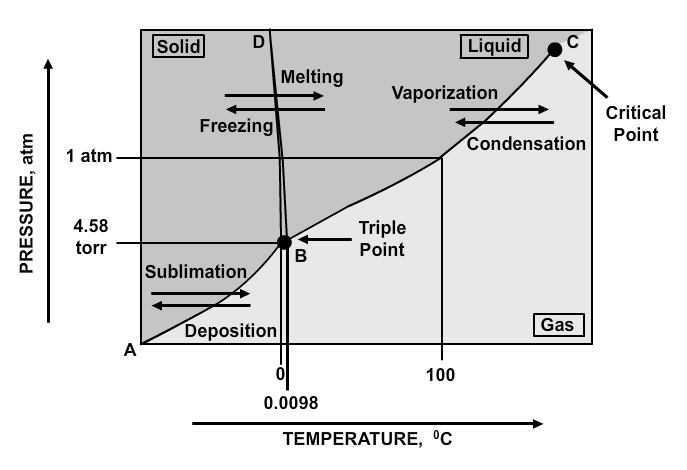 Solid
D
Liquid
C
Melting
Vaporization
Critical
Point
Freezing
Condensation
PRESSURE, atm
1 atm
4.58
torr
Triple
Point
B
Sublimation
Deposition
Gas
A
0
100
0.0098
TEMPERATURE, ⁰C